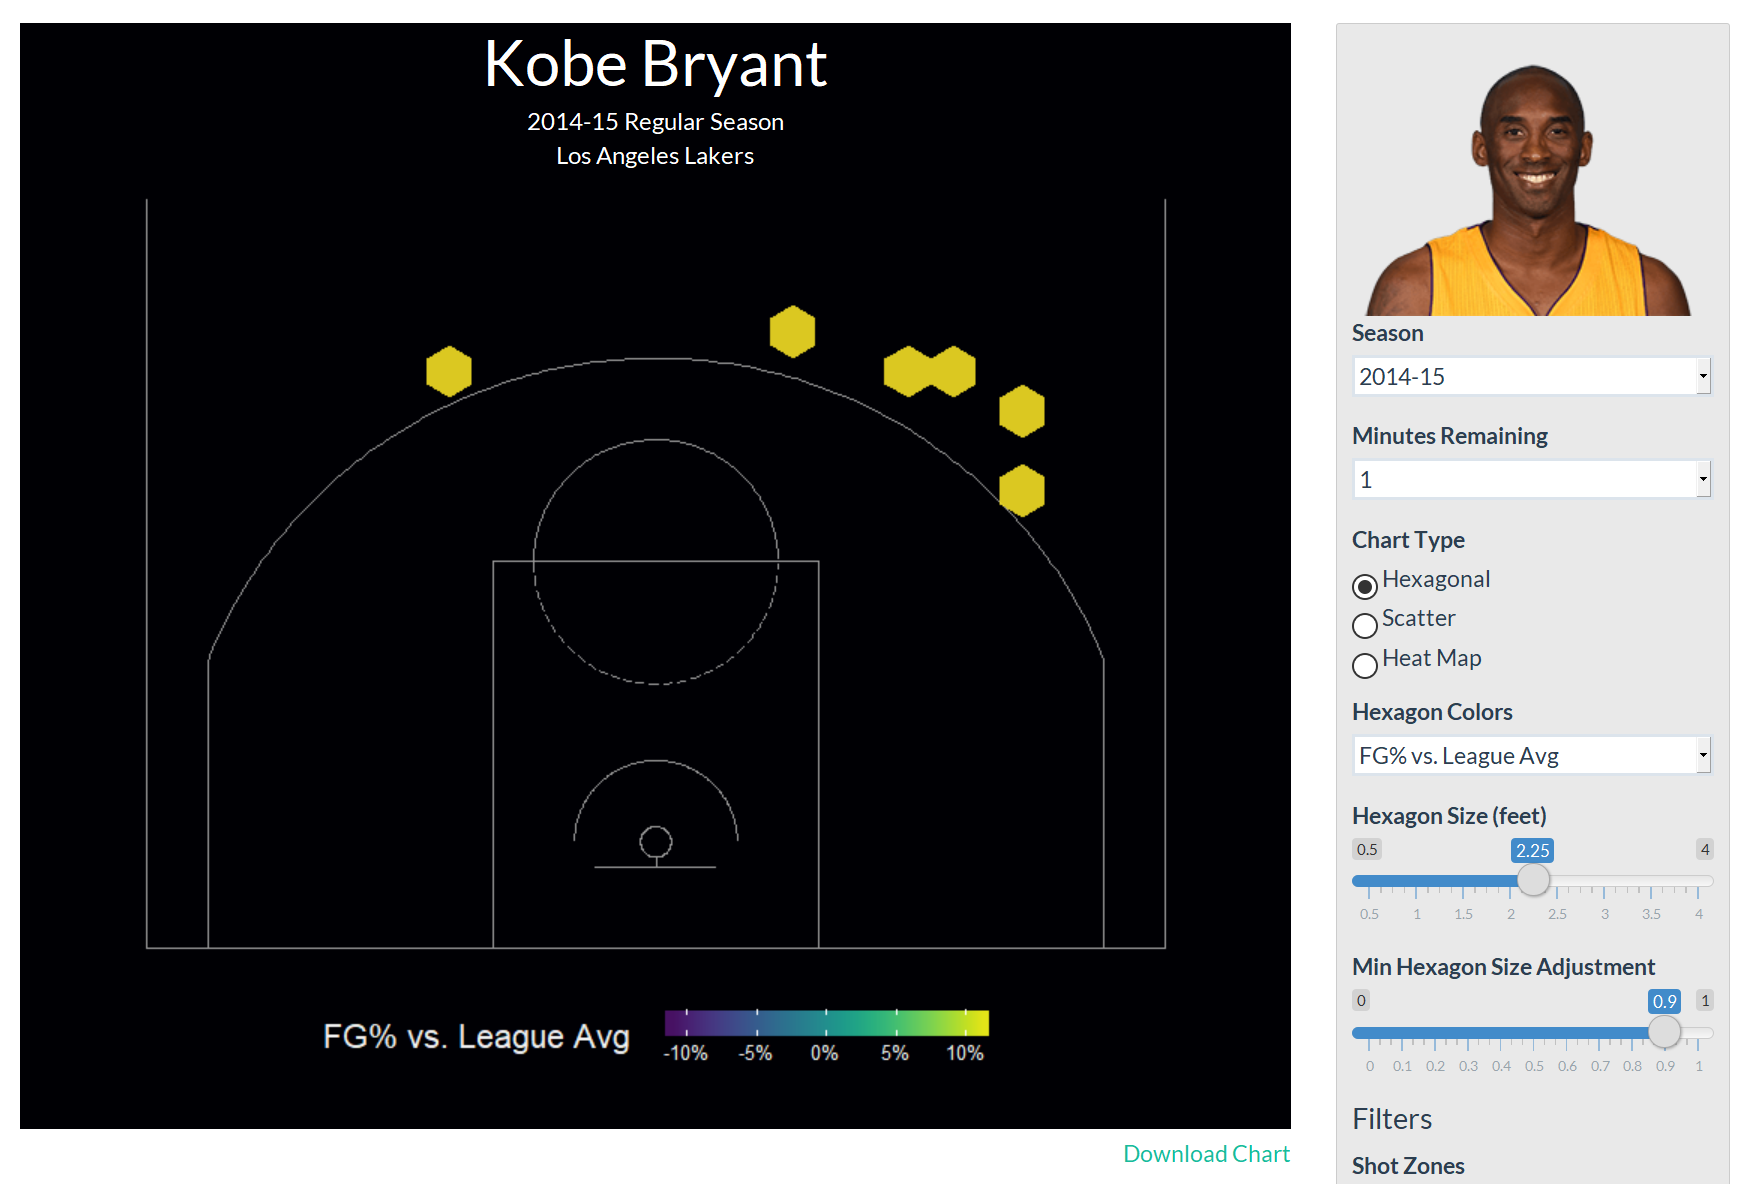 Kobe Bryant
2014-15 Regular Season
Los Angeles Lakers
FG% vs. League Avg
-10% -5% 0% 5% 10%
Download Chart
Season
2014-15
Minutes Remaining
1
Chart Type
Hexagonal
Scatter
Heat Map
Hexagon Colors
FG% vs. League Avg
Hexagon Size (feet)
0.5 2.25 4
0.5 1 1.5 2 2.5 3 3.5 4
Min Hexagon Size Adjustment
0 0.9 1
0 0.1 0.2 0.3 0.4 0.5 0.6 0.7 0.8 0.9 1
Filters
Shot Zones